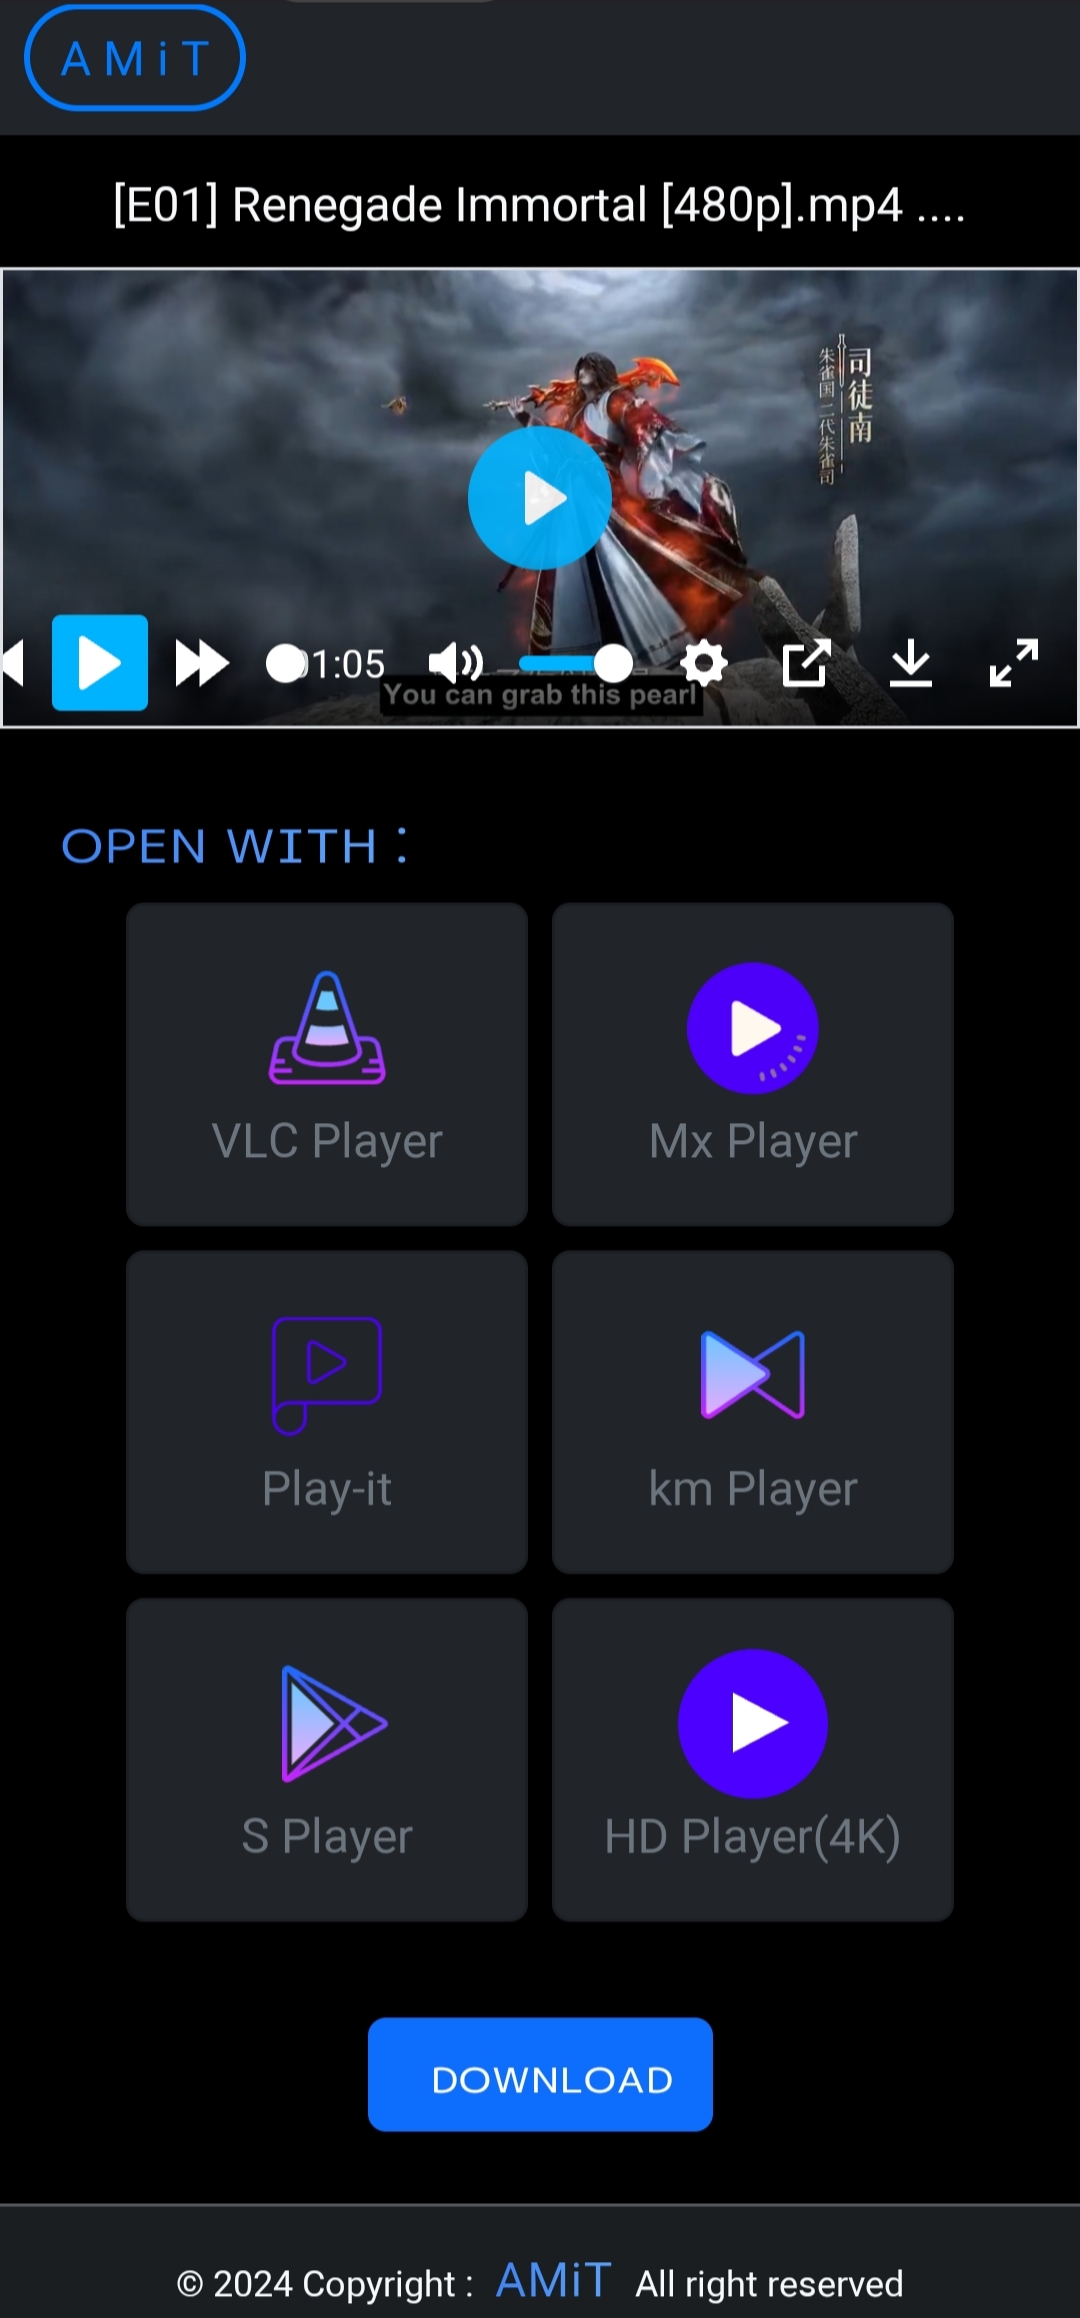 AMiT
[E01] Renegade Immortal [480p].mp4 ....
司徒南
朱雀国二代朱雀司
01:05
You can grab this pearl
OPEN WITH :
VLC Player
Mx Player
Play-it
km Player
S Player
HD Player(4K)
DOWNLOAD
© 2024 Copyright : AMiT All right reserved